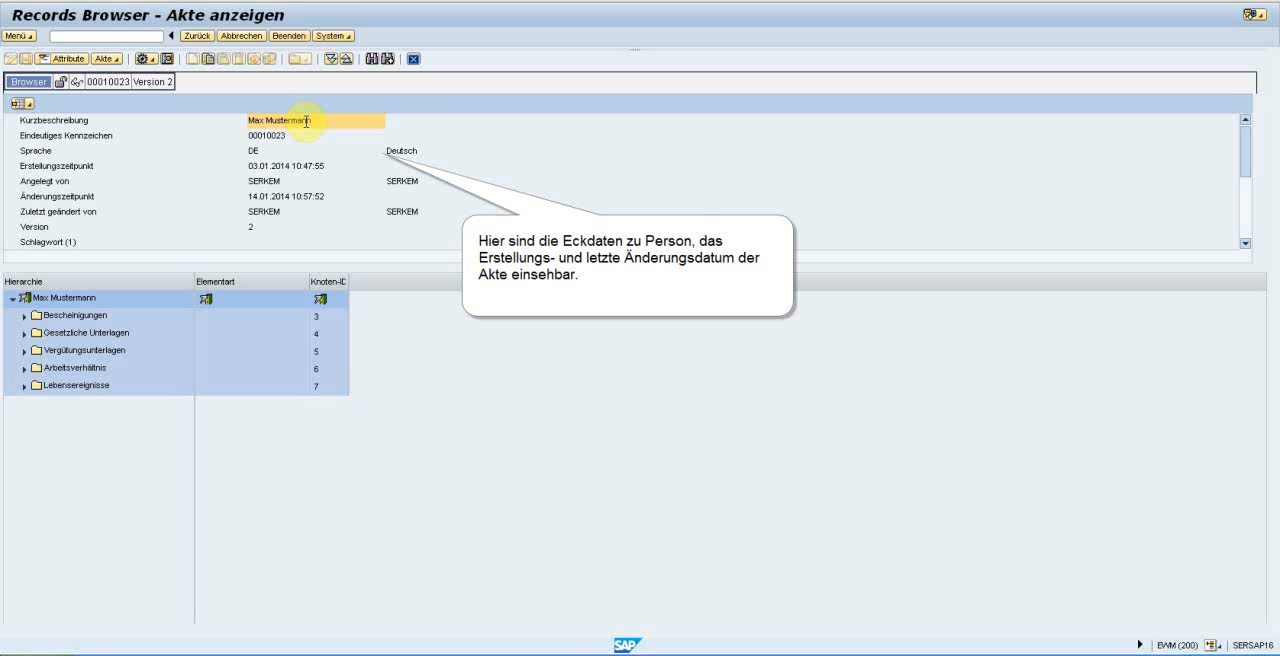 Records Browser - Akte anzeigen
Menü Zurück Abbrechen Beenden System
Attribute Akte
Browser 00010023 Version 2
Kurzbeschreibung Max Mustermann
Eindeutiges Kennzeichen 00010023
Sprache DE Deutsch
Erstellungszeitpunkt 03.01.2014 10:47:55
Angelegt von SERKEM SERKEM
Änderungszeitpunkt 14.01.2014 10:57:52
Zuletzt geändert von SERKEM SERKEM
Version 2
Schlagwort (1)
Hier sind die Eckdaten zu Person, das
Erstellungs- und letzte Änderungsdatum der
Akte einsehbar.
Hierarchie Elementart Knoten-ID
Max Mustermann
Bescheinigungen 3
Gesetzliche Unterlagen 4
Vergütungsunterlagen 5
Arbeitsverhältnis 6
Lebensereignisse 7
SAP EWM (200) SERSAP16